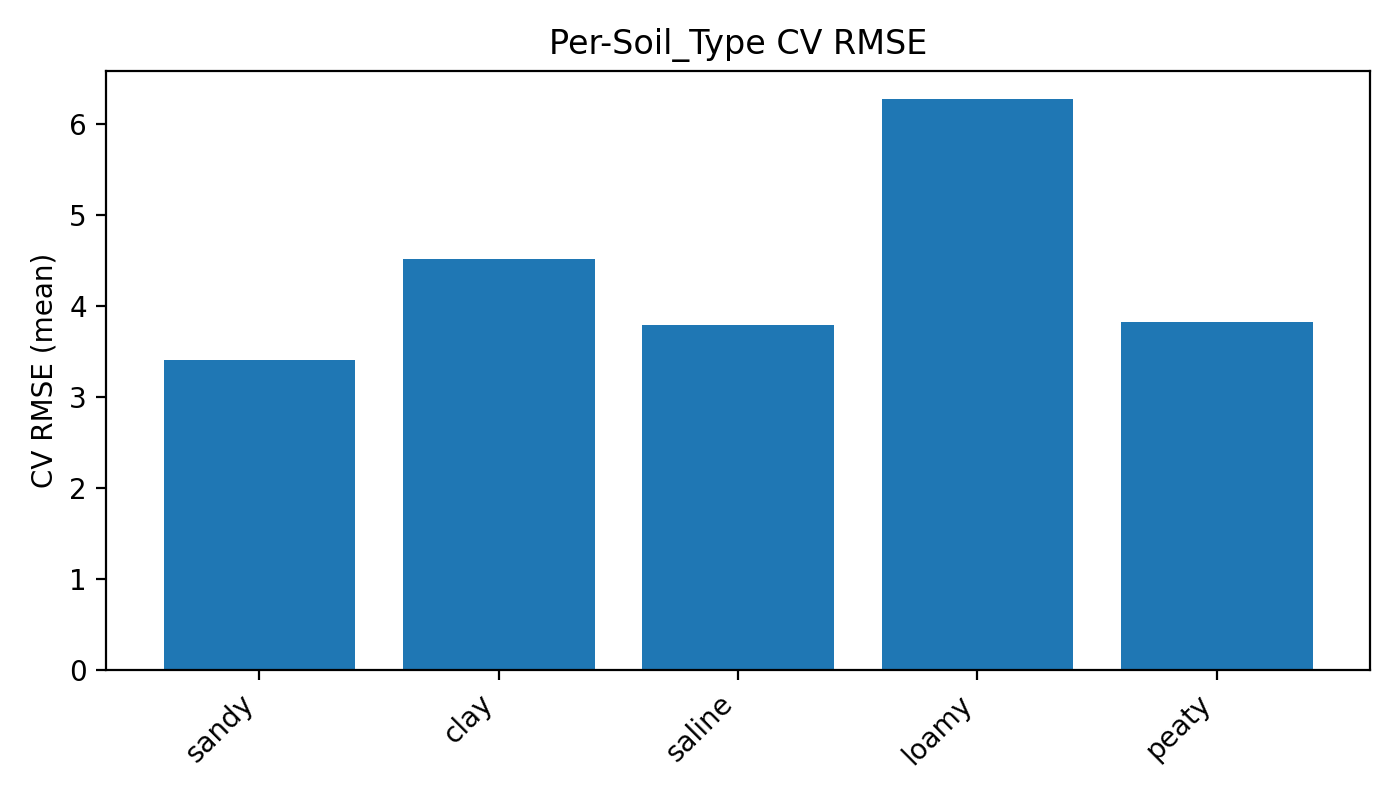 Per-Soil_Type CV RMSE
CV RMSE (mean)
6
5
4
3
2
1
0
sandy
clay
saline
loamy
peaty